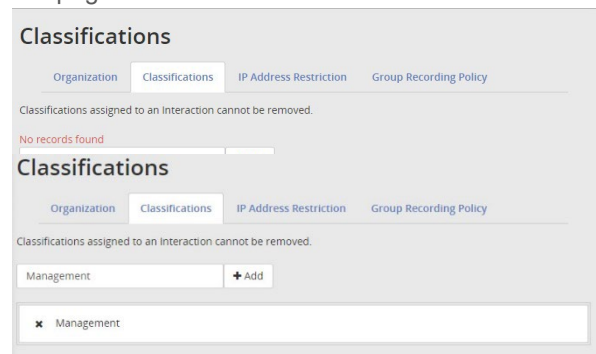 Classifications
Organization Classifications IP Address Restriction Group Recording Policy
Classifications assigned to an Interaction cannot be removed.
No records found
Classifications
Organization Classifications IP Address Restriction Group Recording Policy
Classifications assigned to an Interaction cannot be removed.
Management + Add
× Management